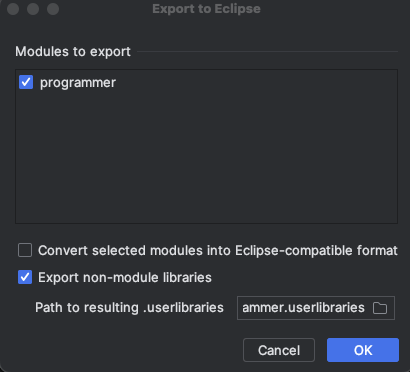 Export to Eclipse
Modules to export
programmer
Convert selected modules into Eclipse-compatible format
Export non-module libraries
Path to resulting .userlibraries
ammer.userlibraries
Cancel
OK